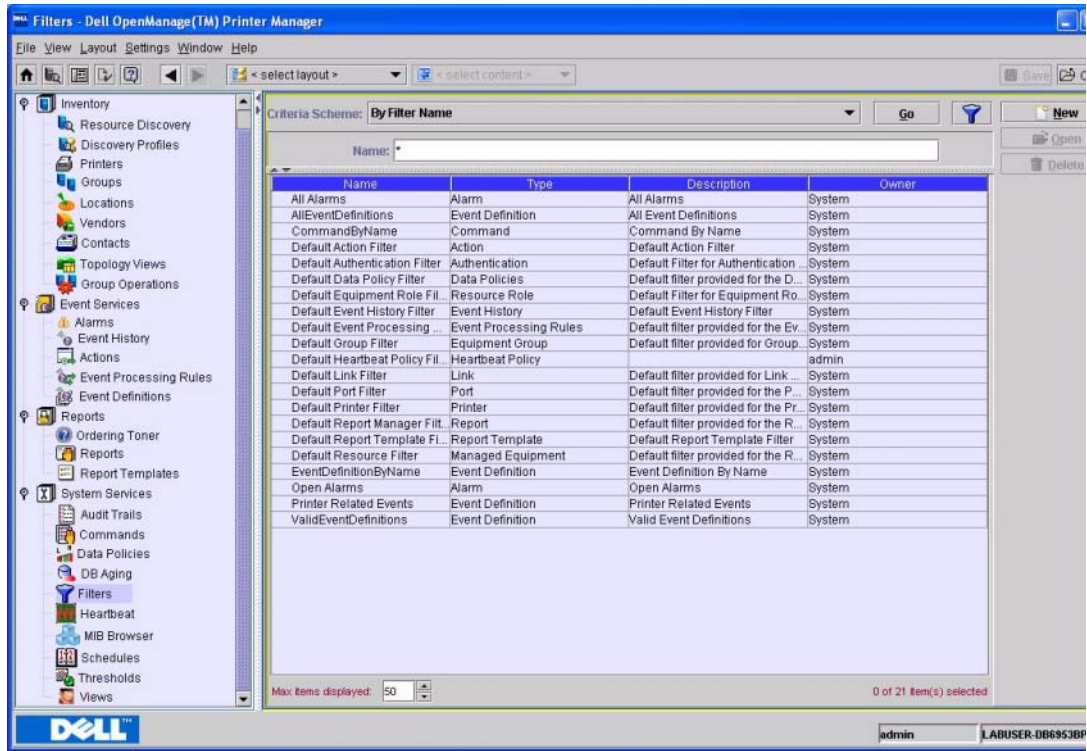 Filters - Dell OpenManage(TM) Printer Manager
File View Layout Settings Window Help
< select layout > < select content > Save
Inventory
Resource Discovery
Discovery Profiles
Printers
Groups
Locations
Vendors
Contacts
Topology Views
Group Operations
Event Services
Alarms
Event History
Actions
Event Processing Rules
Event Definitions
Reports
Ordering Toner
Reports
Report Templates
System Services
Audit Trails
Commands
Data Policies
DB Aging
Filters
Heartbeat
MIB Browser
Schedules
Thresholds
Views
Criteria Scheme: By Filter Name Go
Name: *
New
Open
Delete
Name Type Description Owner
All Alarms Alarm All Alarms System
AllEventDefinitions Event Definition All Event Definitions System
CommandByName Command Command By Name System
Default Action Filter Action Default Action Filter System
Default Authentication Filter Authentication Default Filter for Authentication ... System
Default Data Policy Filter Data Policies Default filter provided for the D... System
Default Equipment Role Fil... Resource Role Default Filter for Equipment Ro... System
Default Event History Filter Event History Default Event History Filter System
Default Event Processing ... Event Processing Rules Default filter provided for the Ev... System
Default Group Filter Equipment Group Default filter provided for Group... System
Default Heartbeat Policy Fil... Heartbeat Policy admin
Default Link Filter Link Default filter provided for Link ... System
Default Port Filter Port Default filter provided for the P... System
Default Printer Filter Printer Default filter provided for the Pr... System
Default Report Manager Filt... Report Default filter provided for the R... System
Default Report Template Fi... Report Template Default Report Template Filter System
Default Resource Filter Managed Equipment Default filter provided for the R... System
EventDefinitionByName Event Definition Event Definition By Name System
Open Alarms Alarm Open Alarms System
Printer Related Events Event Definition Printer Related Events System
ValidEventDefinitions Event Definition Valid Event Definitions System
Max items displayed: 50 0 of 21 item(s) selected
DELL™ admin